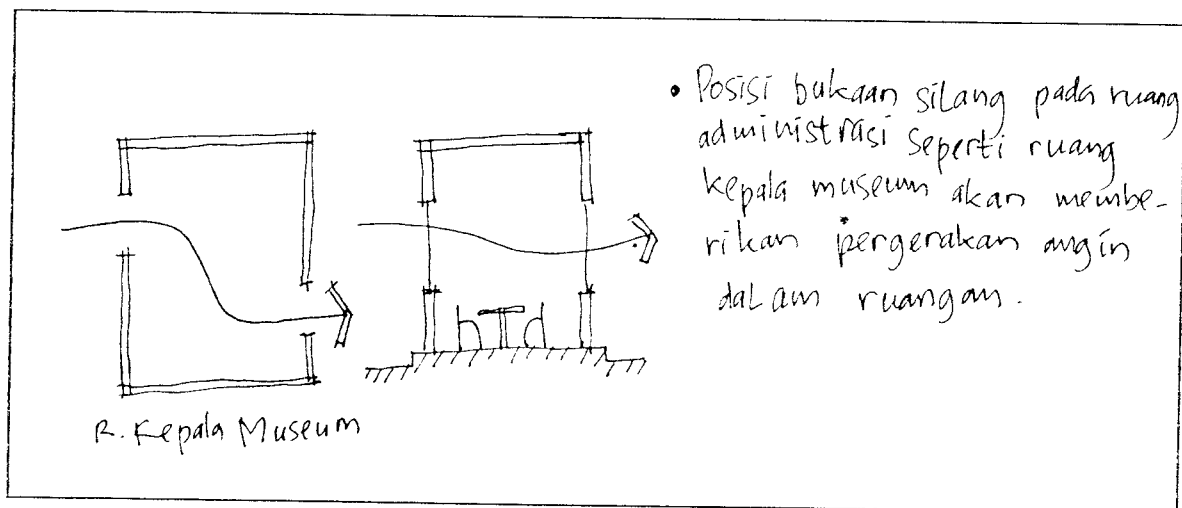 • Posisi bukaan silang pada ruang
administrasi seperti ruang
kepala museum akan membe-
rikan pergerakan angin
dalam ruangan.
R. Kepala Museum